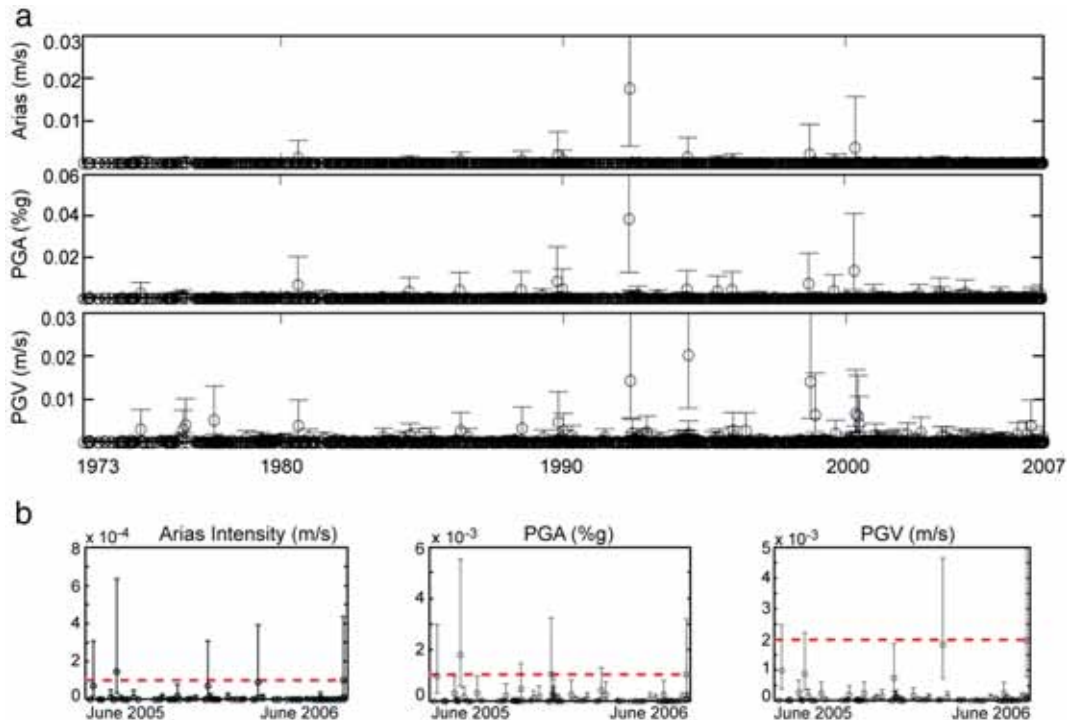 a
Arias (m/s)
0.03
0.02
0.01
PGA (%g)
0.06
0.04
0.02
PGV (m/s)
0.03
0.02
0.01
1973 1980 1990 2000 2007
b
x 10-4 Arias Intensity (m/s)
8
6
4
2
0
June 2005 June 2006
x 10-3 PGA (%g)
6
4
2
0
June 2005 June 2006
x 10-3 PGV (m/s)
5
4
3
2
1
0
June 2005 June 2006